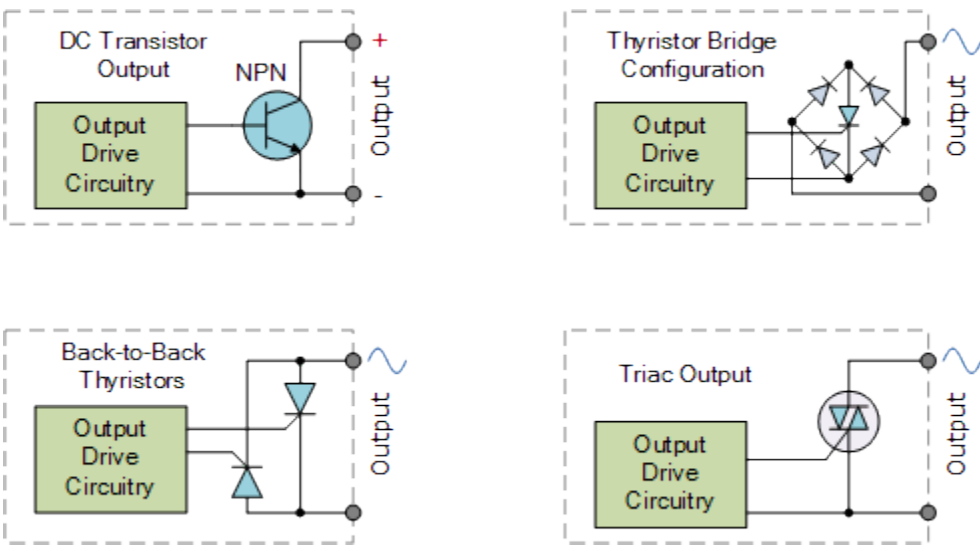 DC Transistor
Output
NPN
+
Output
-
Output
Drive
Circuitry
Thyristor Bridge
Configuration
Output
Output
Drive
Circuitry
Back-to-Back
Thyristors
Output
Output
Drive
Circuitry
Triac Output
Output
Output
Drive
Circuitry